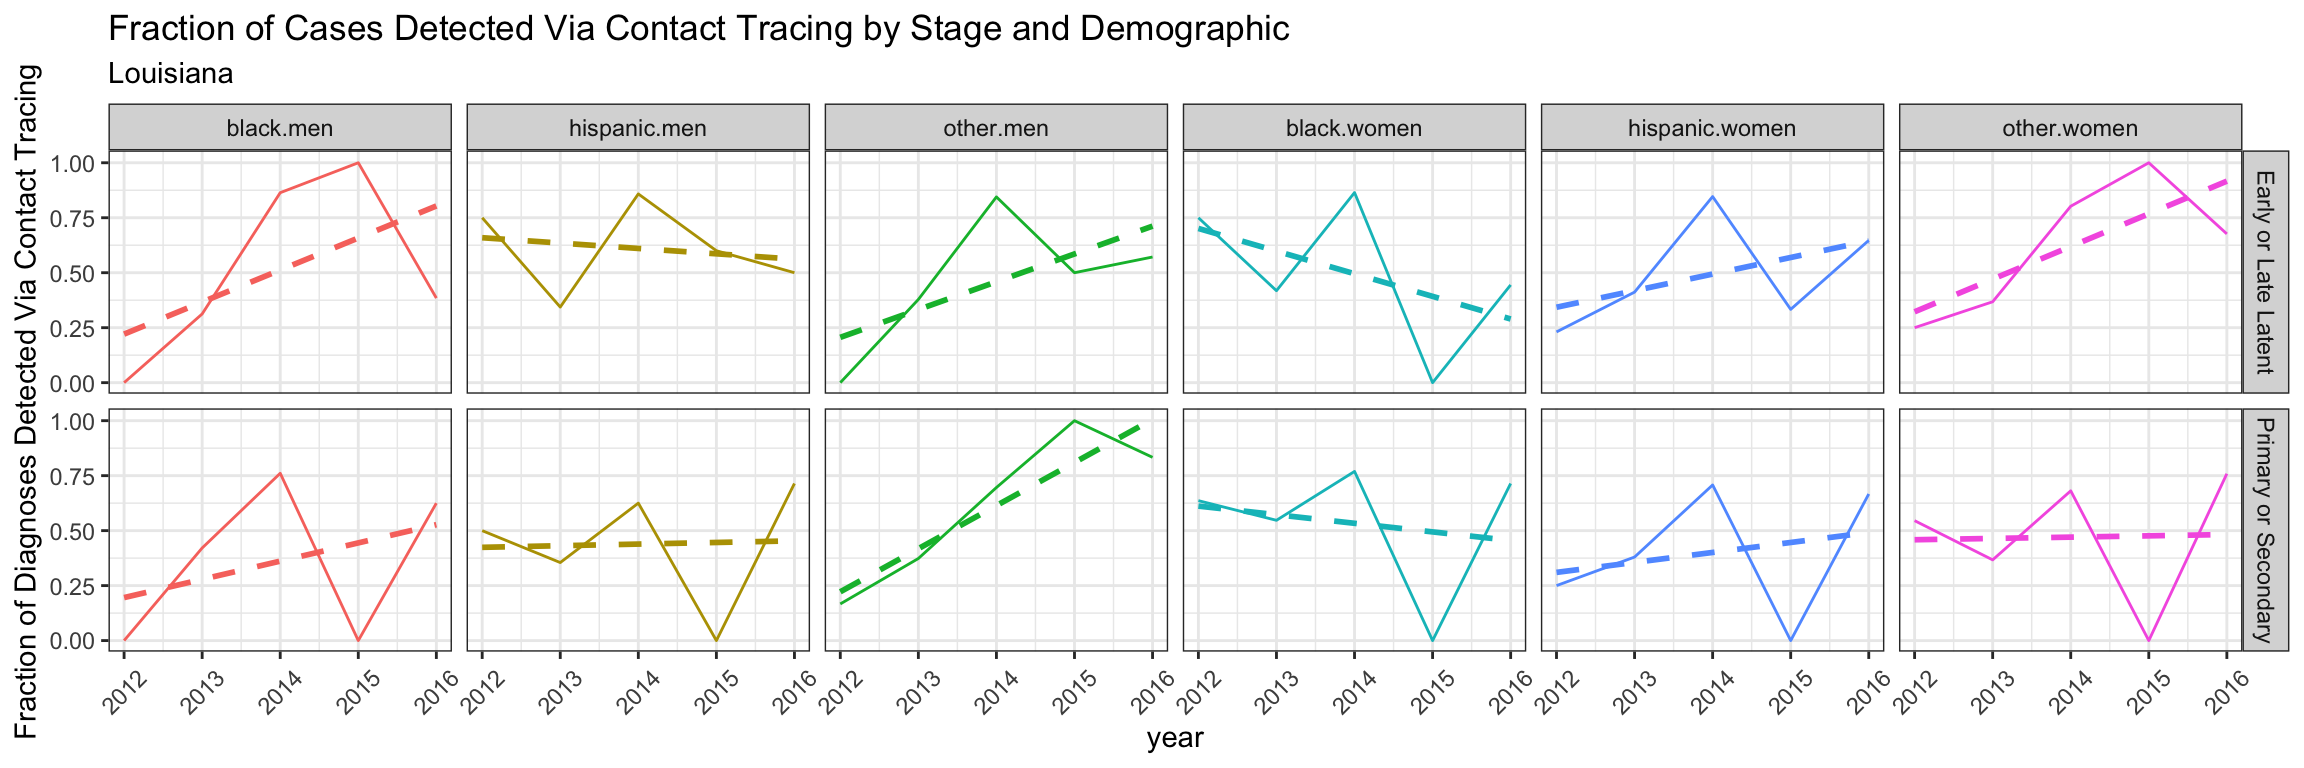 Fraction of Cases Detected Via Contact Tracing by Stage and Demographic
Louisiana
Fraction of Diagnoses Detected Via Contact Tracing
black.men
hispanic.men
other.men
black.women
hispanic.women
other.women
1.00
0.75
0.50
0.25
0.00
Early or Late Latent
1.00
0.75
0.50
0.25
0.00
Primary or Secondary
2012 2013 2014 2015 2016
2012 2013 2014 2015 2016
2012 2013 2014 2015 2016
2012 2013 2014 2015 2016
2012 2013 2014 2015 2016
2012 2013 2014 2015 2016
year